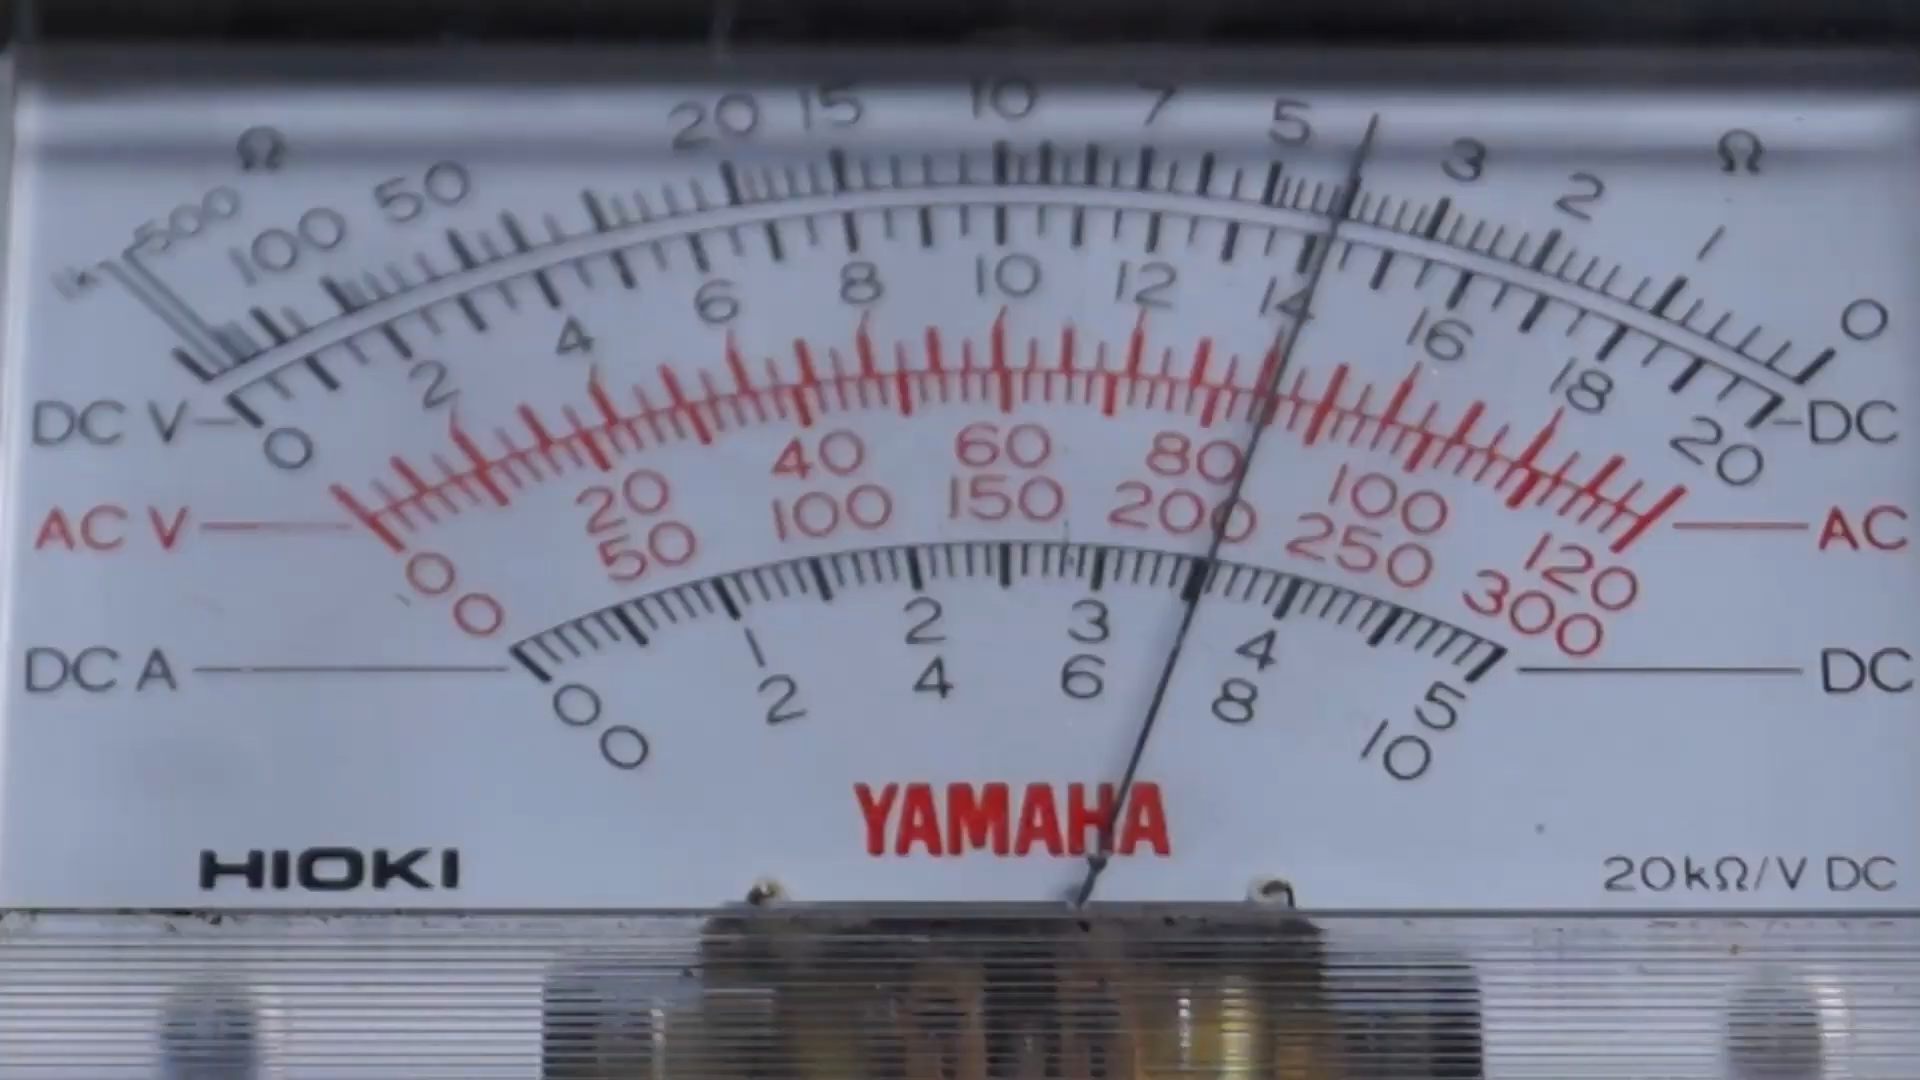 Ω 1k 500 100 50 20 15 10 7 5 3 2 1 0 Ω
DC V 0 2 4 6 8 10 12 14 16 18 20 DC
AC V 0 20 40 60 80 100 120 AC
0 50 100 150 200 250 300
DC A 0 1 2 3 4 5 DC
0 2 4 6 8 10
YAMAHA
HIOKI
20kΩ/V DC